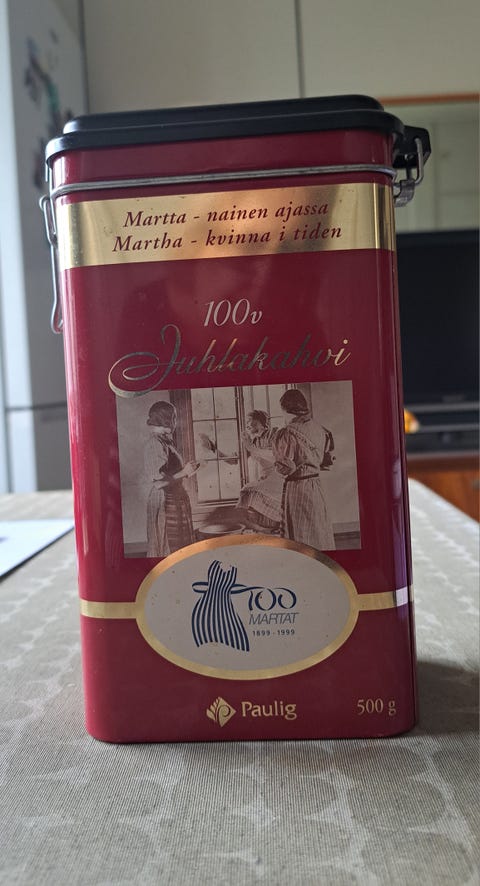 Martta - nainen ajassa
Martha - kvinna i tiden
100v
Juhlakahvi
100
MARTAT
1899 - 1999
Paulig
500 g